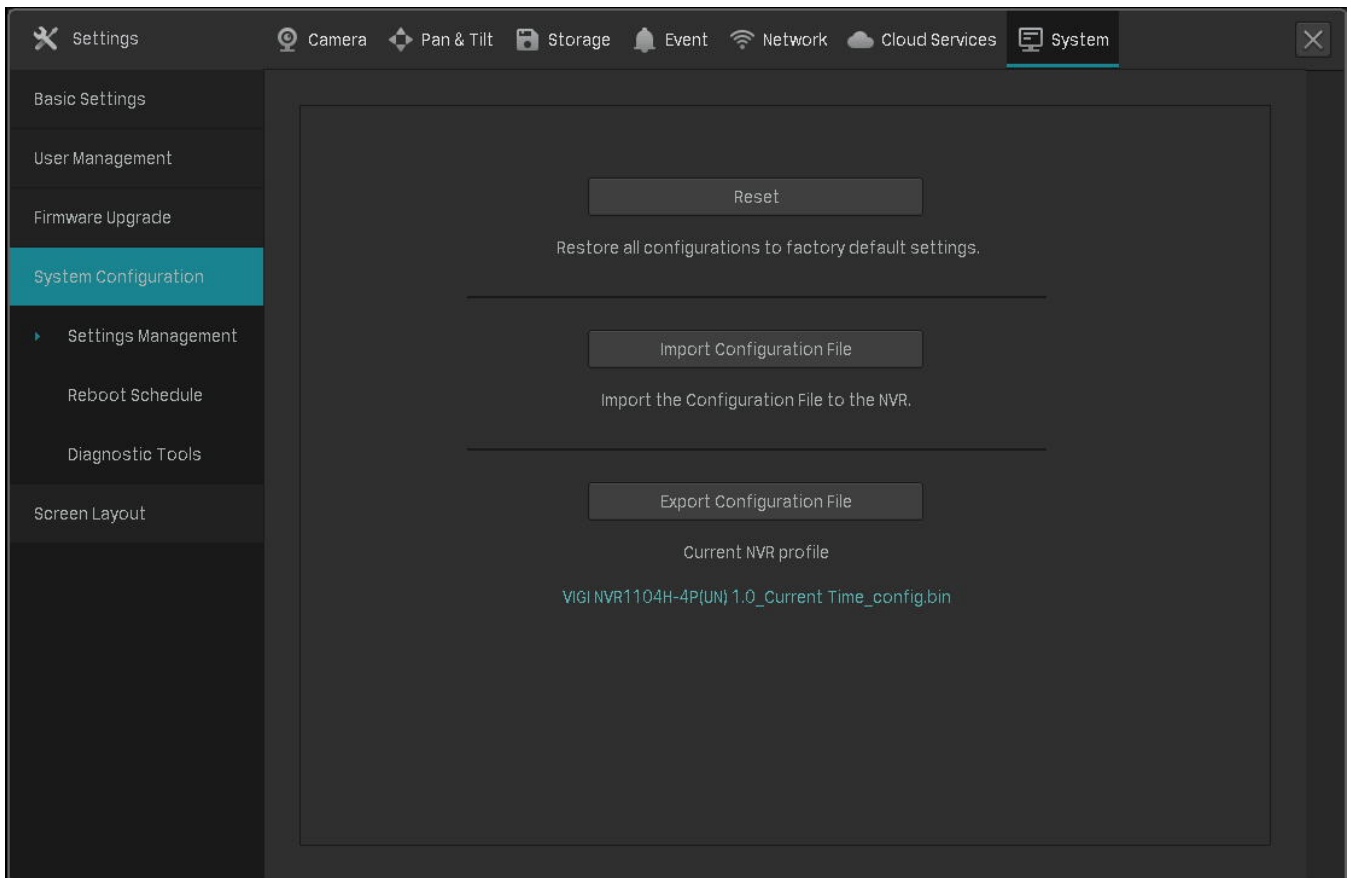 Settings
Camera
Pan & Tilt
Storage
Event
Network
Cloud Services
System
Basic Settings
User Management
Firmware Upgrade
System Configuration
Settings Management
Reboot Schedule
Diagnostic Tools
Screen Layout
Reset
Restore all configurations to factory default settings.
Import Configuration File
Import the Configuration File to the NVR.
Export Configuration File
Current NVR profile
VIGI NVR1104H-4P(UN) 1.0_Current Time_config.bin